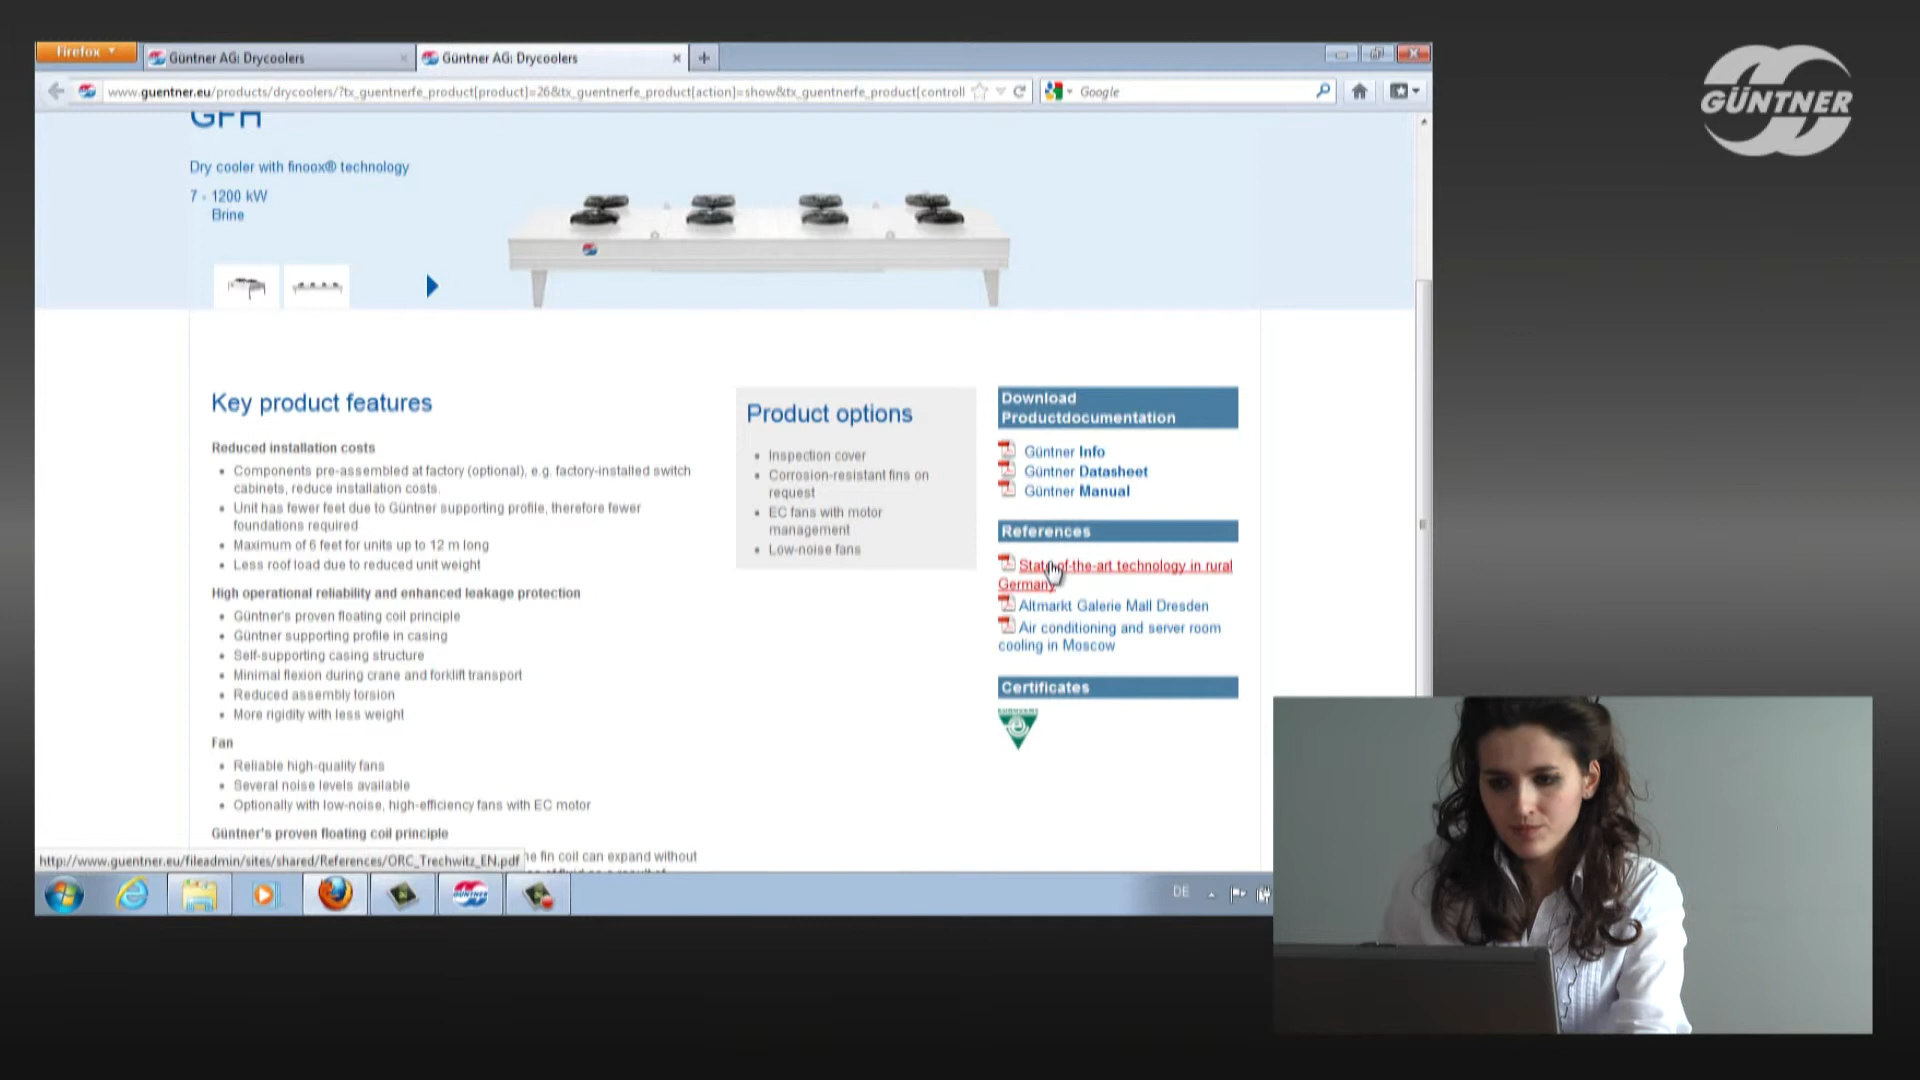 Firefox
Güntner AG: Drycoolers
Güntner AG: Drycoolers
www.guentner.eu/products/drycoolers/?tx_guentnerfe_product[product]=26&tx_guentnerfe_product[action]=show&tx_guentnerfe_product[controll
Google
GÜNTNER
GFH
Dry cooler with finoox® technology
7 - 1200 kW
Brine
Key product features
Reduced installation costs
Components pre-assembled at factory (optional), e.g. factory-installed switch
cabinets, reduce installation costs.
Unit has fewer feet due to Güntner supporting profile, therefore fewer
foundations required
Maximum of 6 feet for units up to 12 m long
Less roof load due to reduced unit weight
High operational reliability and enhanced leakage protection
Güntner's proven floating coil principle
Güntner supporting profile in casing
Self-supporting casing structure
Minimal flexion during crane and forklift transport
Reduced assembly torsion
More rigidity with less weight
Fan
Reliable high-quality fans
Several noise levels available
Optionally with low-noise, high-efficiency fans with EC motor
Güntner's proven floating coil principle
he fin coil can expand without
Product options
Inspection cover
Corrosion-resistant fins on
request
EC fans with motor
management
Low-noise fans
Download
Productdocumentation
Güntner Info
Güntner Datasheet
Güntner Manual
References
State-of-the-art technology in rural
Germany
Altmarkt Galerie Mall Dresden
Air conditioning and server room
cooling in Moscow
Certificates
http://www.guentner.eu/fileadmin/sites/shared/References/ORC_Trechwitz_EN.pdf
DE